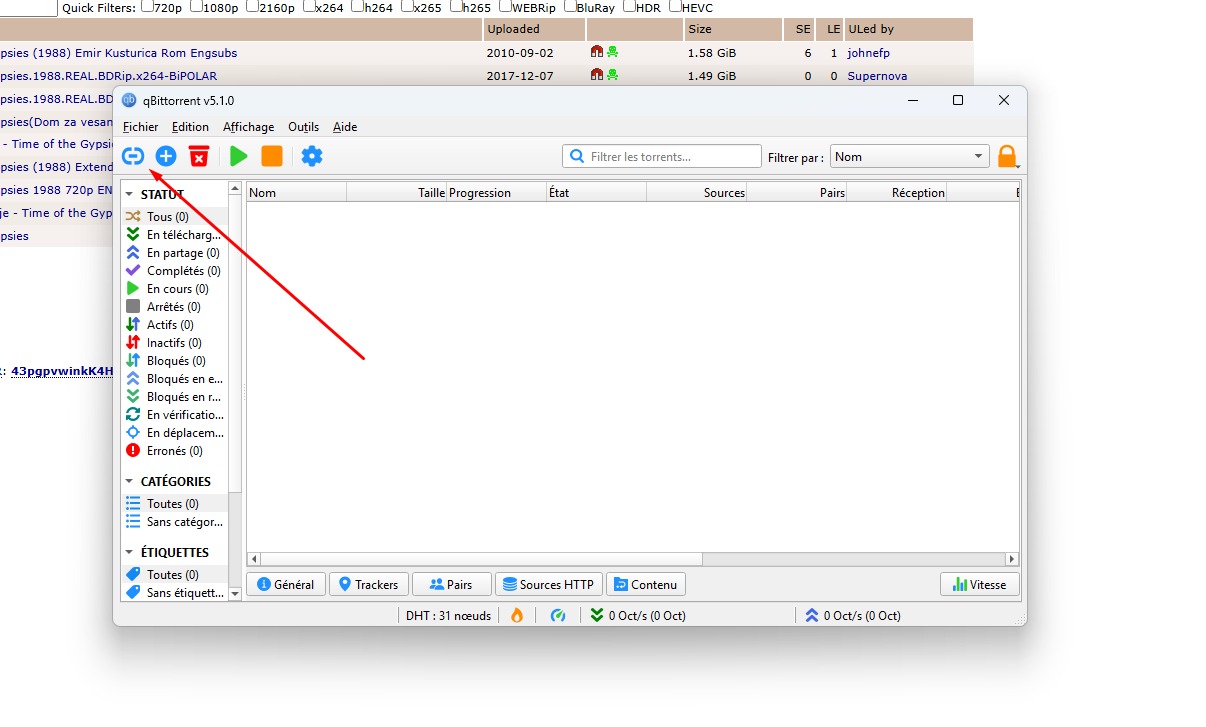 Quick Filters: 720p 1080p 2160p x264 h264 x265 h265 WEBRip BluRay HDR HEVC
Uploaded Size SE LE ULed by
psies (1988) Emir Kusturica Rom Engsubs 2010-09-02 1.58 GiB 6 1 johnefp
psies.1988.REAL.BDRip.x264-BiPOLAR 2017-12-07 1.49 GiB 0 0 Supernova
psies.1988.REAL.BD
psies(Dom za vesan
- Time of the Gypsi
psies (1988) Extend
psies 1988 720p EN
je - Time of the Gyp
psies
: 43pgpvwinkK4H
qb qBittorrent v5.1.0
Fichier Edition Affichage Outils Aide
Filtrer les torrents... Filtrer par : Nom
STATUT
Tous (0)
En télécharg...
En partage (0)
Complétés (0)
En cours (0)
Arrêtés (0)
Actifs (0)
Inactifs (0)
Bloqués (0)
Bloqués en e...
Bloqués en r...
En vérificatio...
En déplacem...
Erronés (0)
CATÉGORIES
Toutes (0)
Sans catégor...
ÉTIQUETTES
Toutes (0)
Sans étiquett...
Nom Taille Progression État Sources Pairs Réception
Général Trackers Pairs Sources HTTP Contenu Vitesse
DHT : 31 nœuds 0 Oct/s (0 Oct) 0 Oct/s (0 Oct)